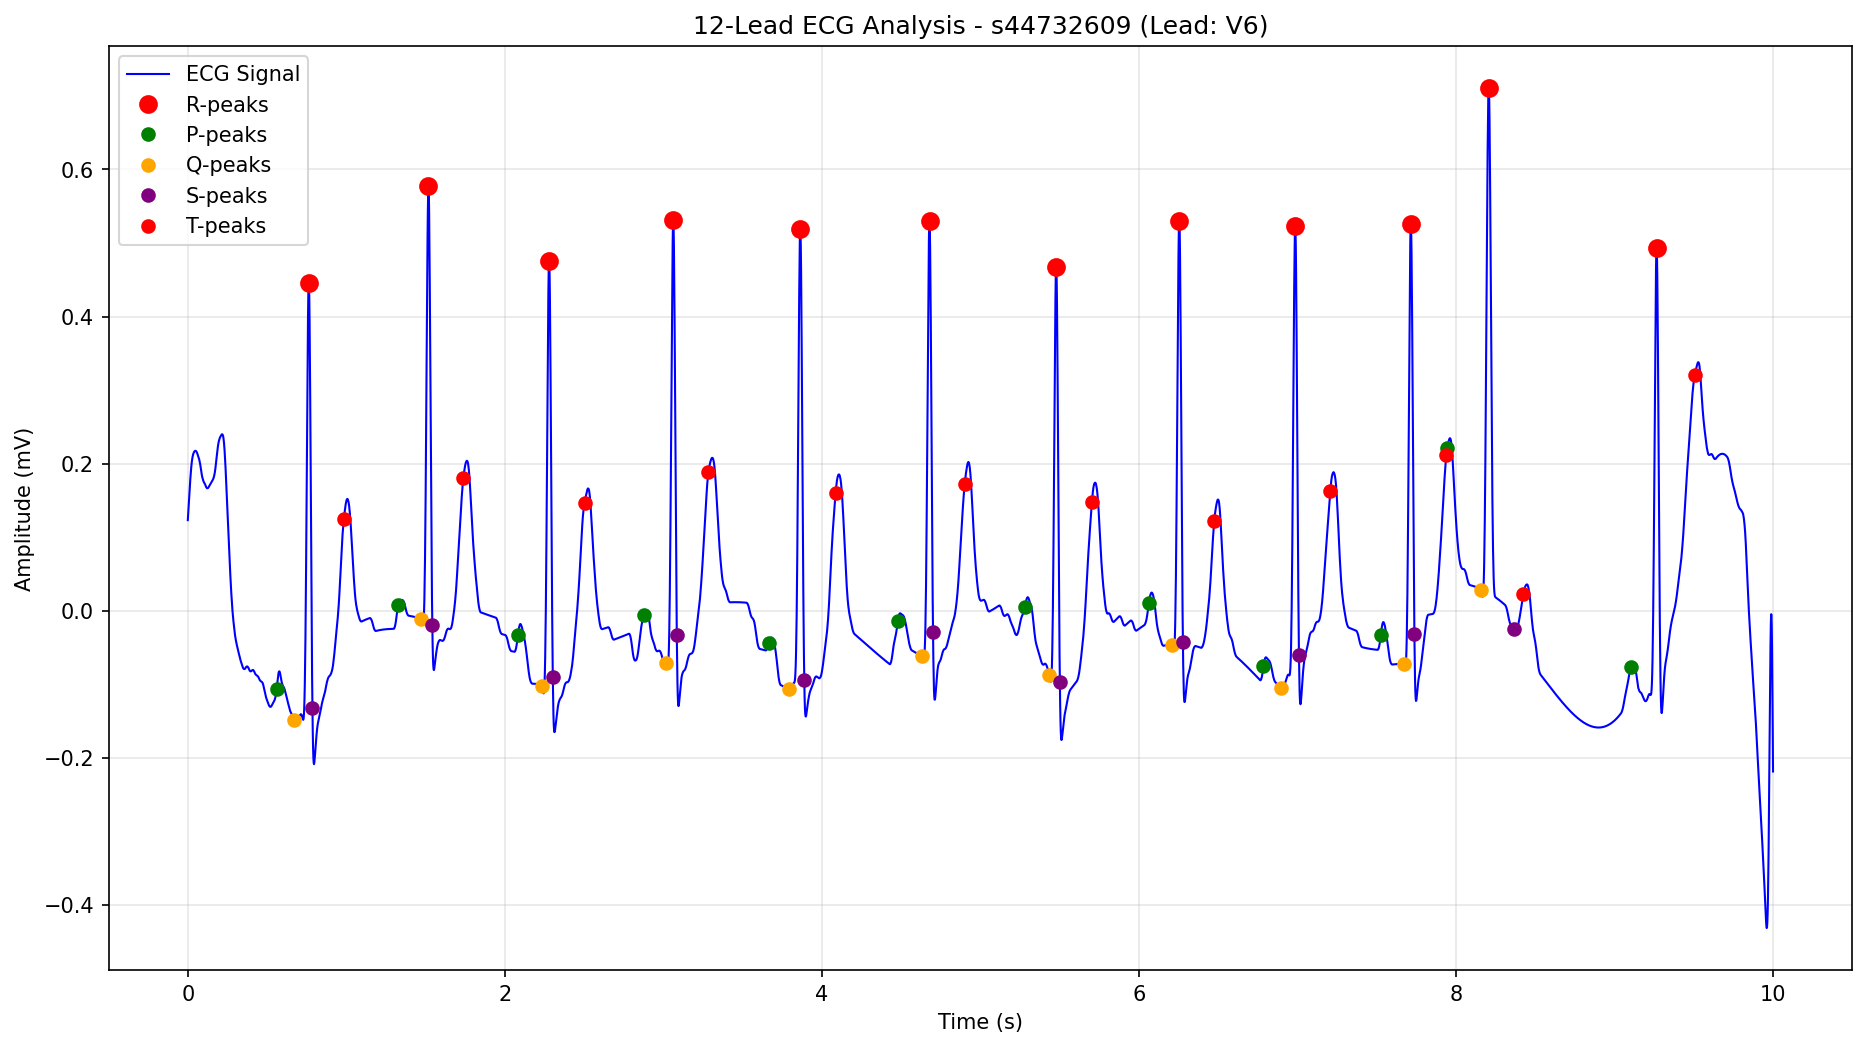 12-Lead ECG Analysis - s44732609 (Lead: V6)
ECG Signal
R-peaks
P-peaks
Q-peaks
S-peaks
T-peaks
Amplitude (mV)
0.6
0.4
0.2
0.0
−0.2
−0.4
0 2 4 6 8 10
Time (s)